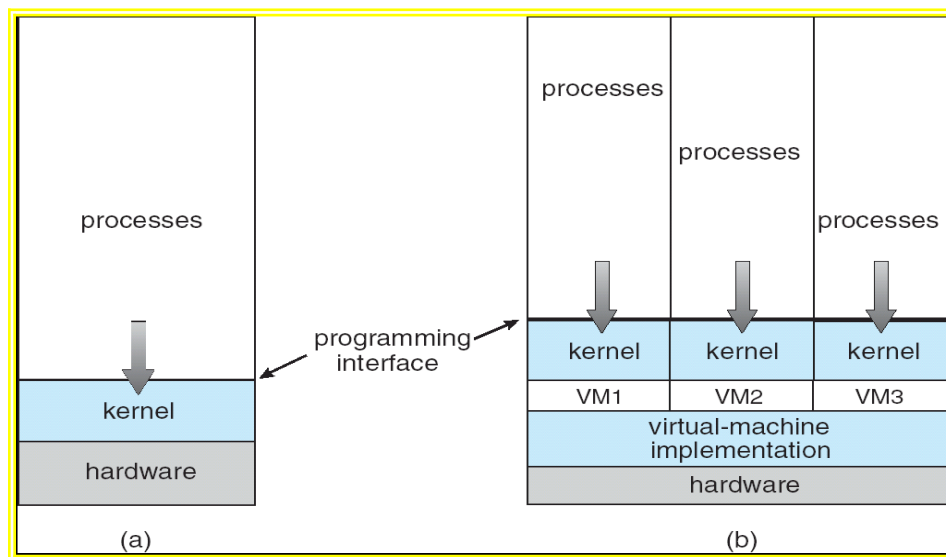 processes
kernel
hardware
(a)
programming
interface
processes
processes
processes
kernel
kernel
kernel
VM1
VM2
VM3
virtual-machine
implementation
hardware
(b)